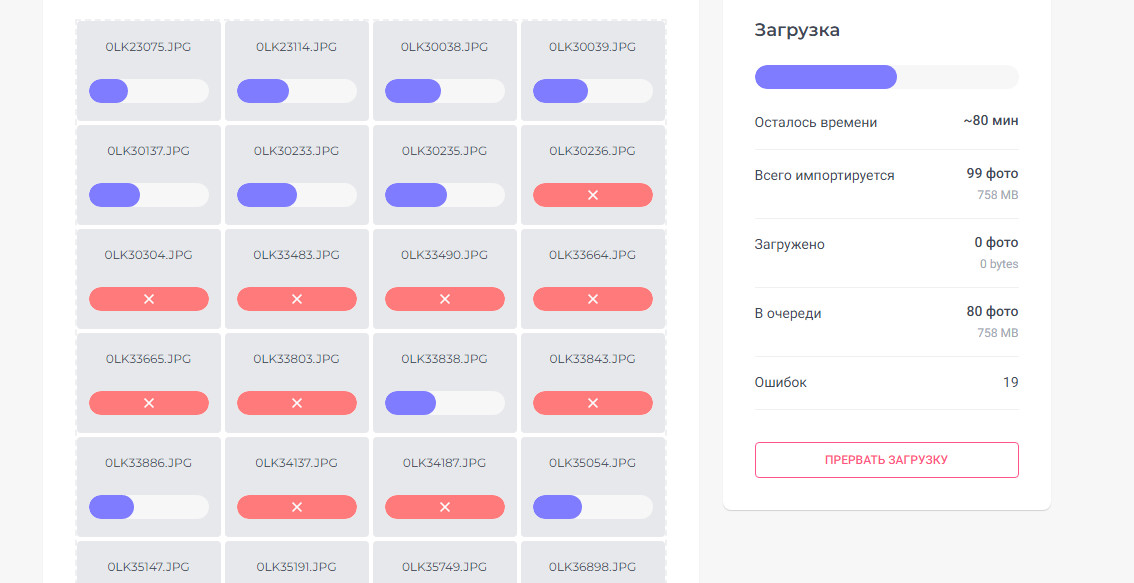 0LK23075.JPG 0LK23114.JPG 0LK30038.JPG 0LK30039.JPG
0LK30137.JPG 0LK30233.JPG 0LK30235.JPG 0LK30236.JPG
0LK30304.JPG 0LK33483.JPG 0LK33490.JPG 0LK33664.JPG
0LK33665.JPG 0LK33803.JPG 0LK33838.JPG 0LK33843.JPG
0LK33886.JPG 0LK34137.JPG 0LK34187.JPG 0LK35054.JPG
0LK35147.JPG 0LK35191.JPG 0LK35749.JPG 0LK36898.JPG
Загрузка
Осталось времени ~80 мин
Всего импортируется 99 фото
758 MB
Загружено 0 фото
0 bytes
В очереди 80 фото
758 MB
Ошибок 19
ПРЕРВАТЬ ЗАГРУЗКУ